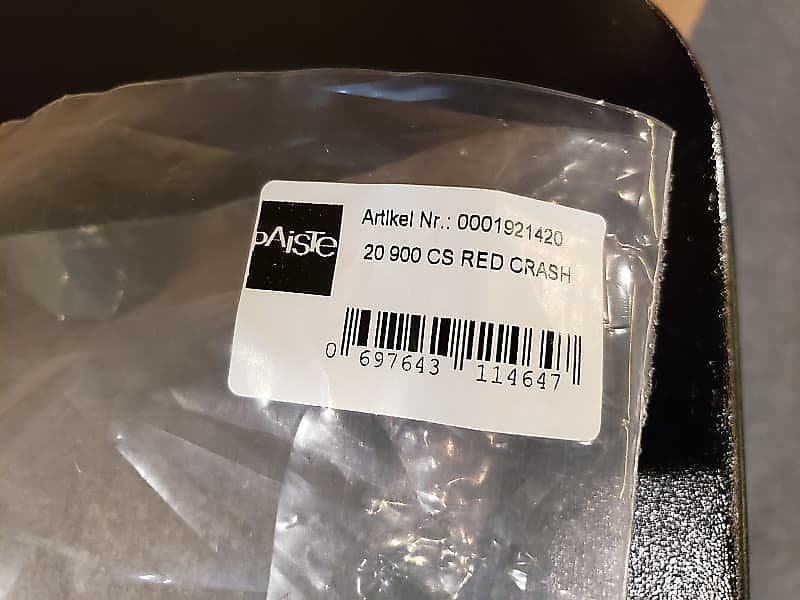 PAiSTe
Artikel Nr.: 0001921420
20 900 CS RED CRASH
0 697643 114647